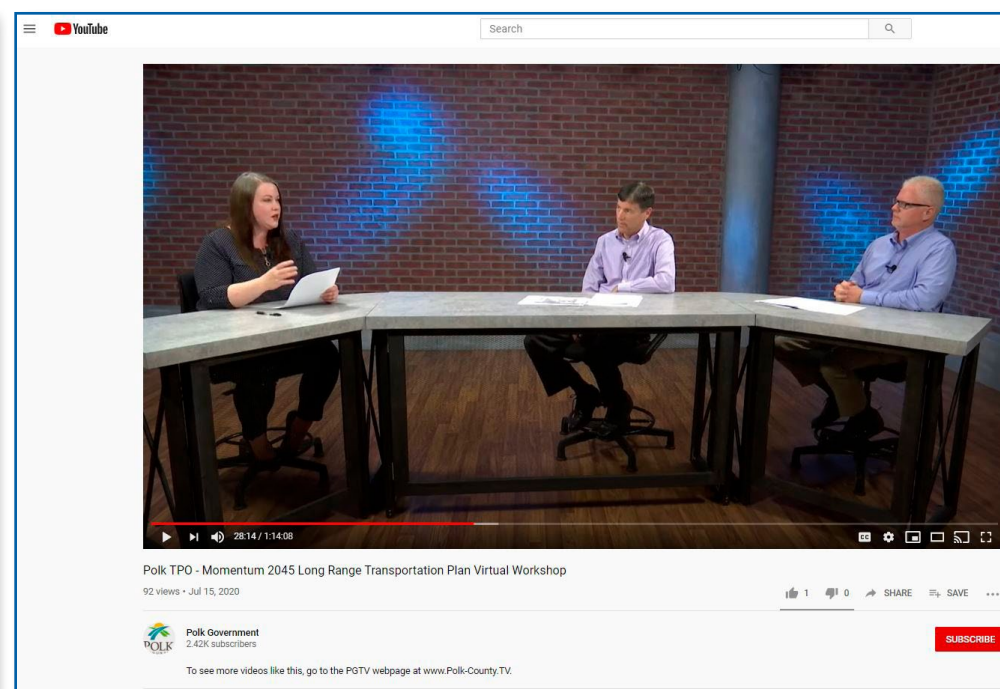 YouTube
Search
28:14 / 1:14:08
CC
Polk TPO - Momentum 2045 Long Range Transportation Plan Virtual Workshop
92 views • Jul 15, 2020
1 0 SHARE SAVE
POLK
Polk Government
2.42K subscribers
SUBSCRIBE
To see more videos like this, go to the PGTV webpage at www.Polk-County.TV.